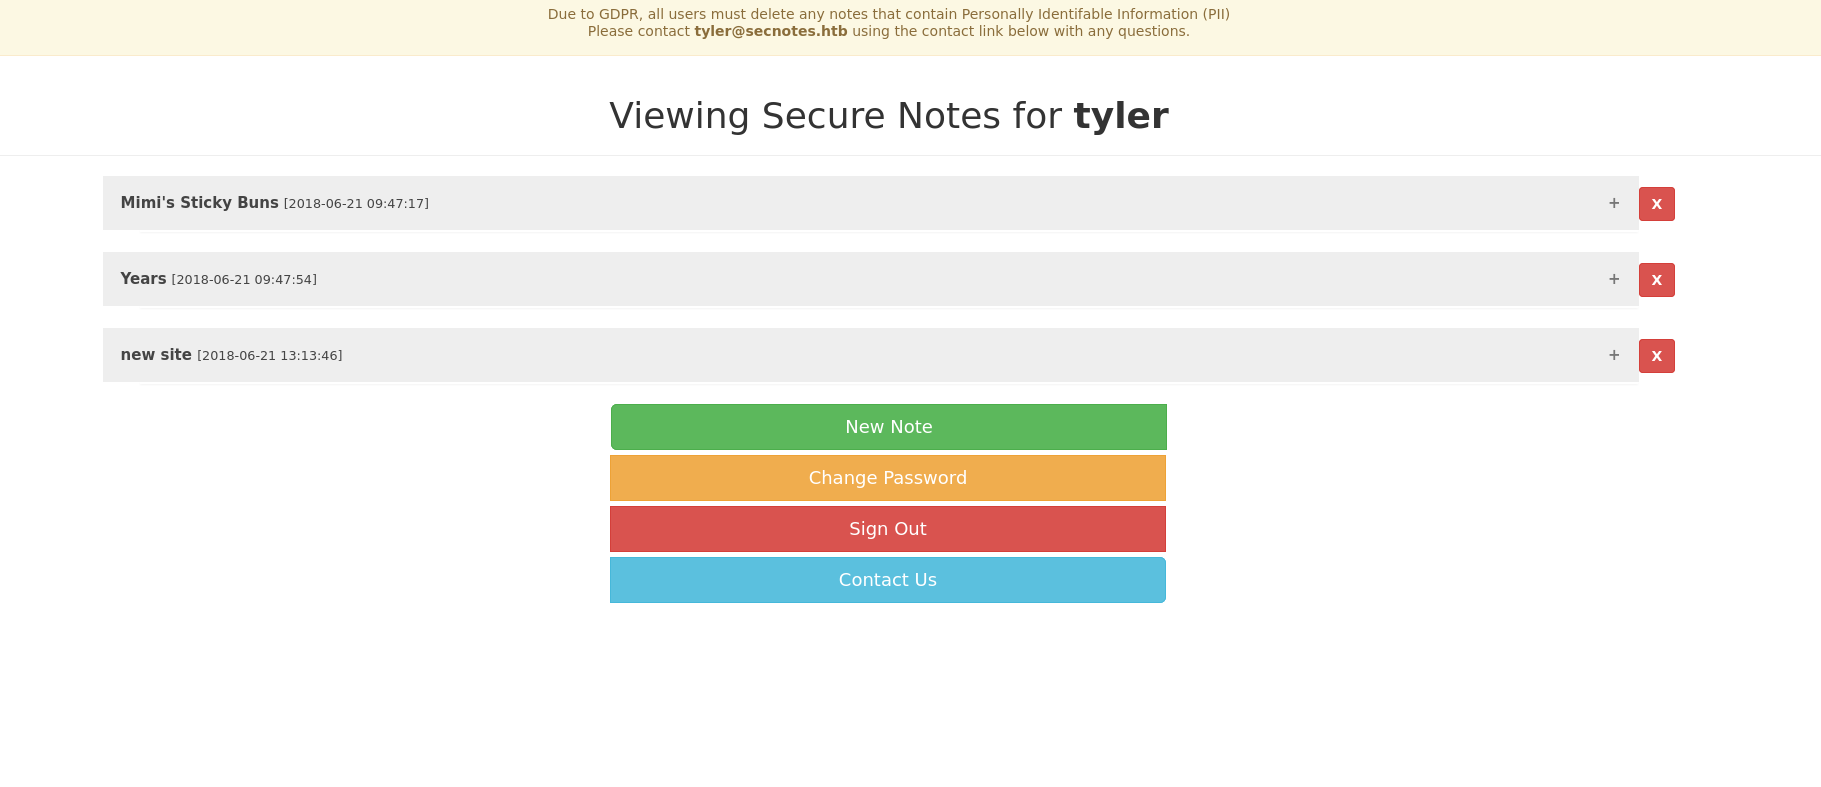 Due to GDPR, all users must delete any notes that contain Personally Identifable Information (PII)
Please contact tyler@secnotes.htb using the contact link below with any questions.
Viewing Secure Notes for tyler
Mimi's Sticky Buns [2018-06-21 09:47:17] + X
Years [2018-06-21 09:47:54] + X
new site [2018-06-21 13:13:46] + X
New Note
Change Password
Sign Out
Contact Us